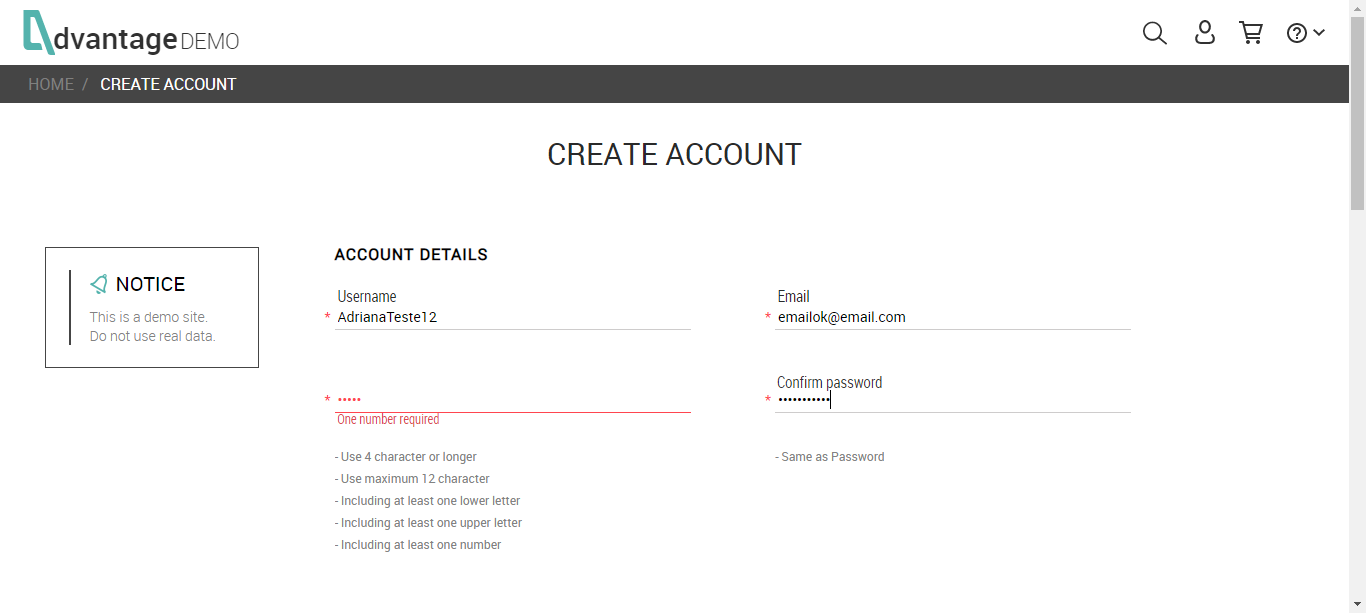 Advantage DEMO
HOME / CREATE ACCOUNT
CREATE ACCOUNT
NOTICE
This is a demo site.
Do not use real data.
ACCOUNT DETAILS
Username
* AdrianaTeste12
Email
* emailok@email.com
* •••••
One number required
- Use 4 character or longer
- Use maximum 12 character
- Including at least one lower letter
- Including at least one upper letter
- Including at least one number
Confirm password
* •••••••••••
- Same as Password